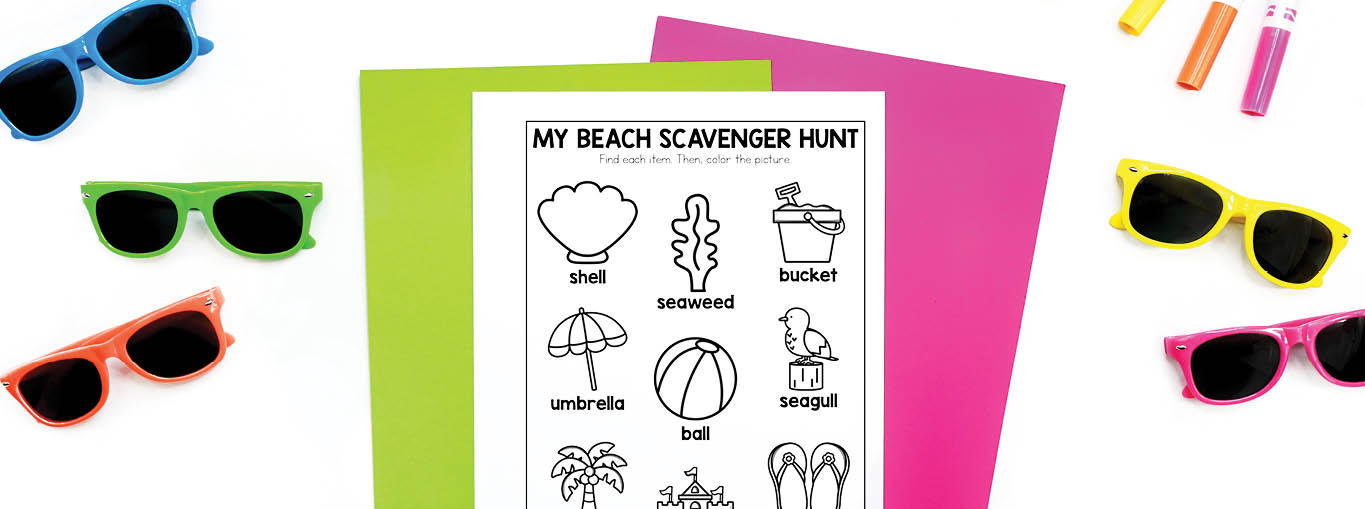 MY BEACH SCAVENGER HUNT
Find each item. Then, color the picture.
shell
seaweed
bucket
umbrella
ball
seagull